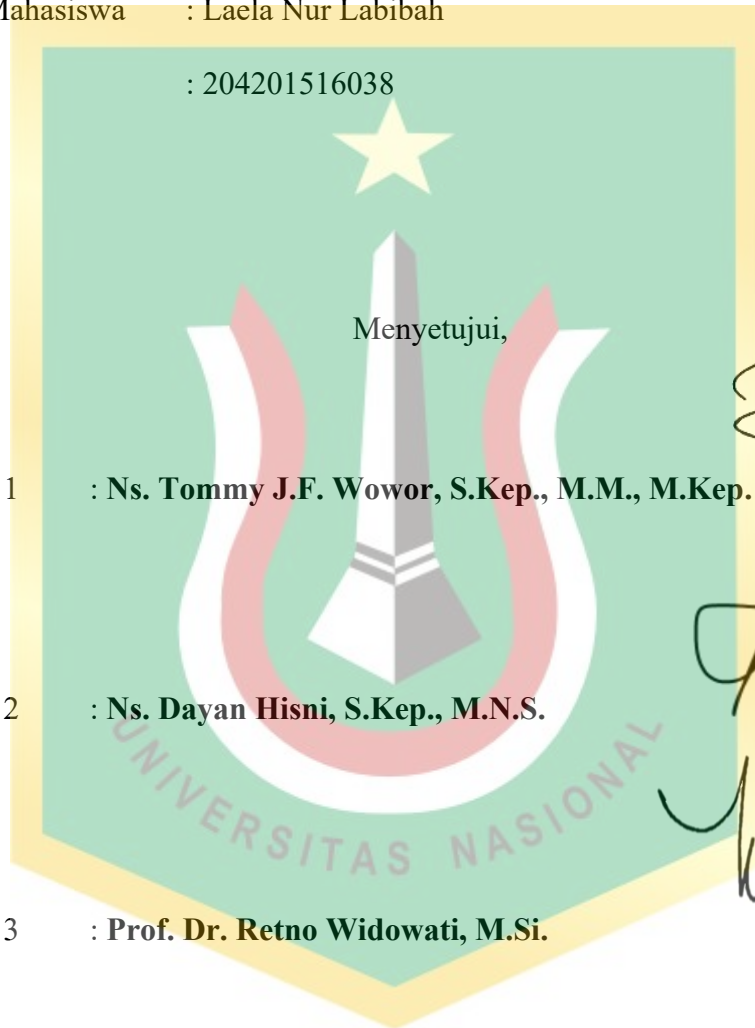 Mahasiswa : Laela Nur Labibah
: 204201516038
Menyetujui,
1 : Ns. Tommy J.F. Wowor, S.Kep., M.M., M.Kep.
2 : Ns. Dayan Hisni, S.Kep., M.N.S.
UNIVERSITAS NASIONAL
3 : Prof. Dr. Retno Widowati, M.Si.